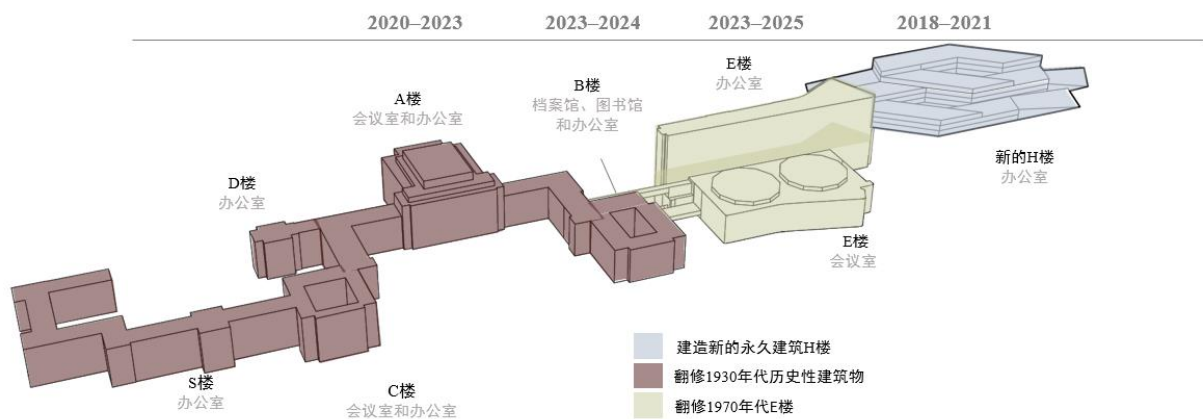 2020–2023
2023–2024
2023–2025
2018–2021
E楼
办公室
B楼
档案馆、图书馆
和办公室
A楼
会议室和办公室
新的H楼
办公室
D楼
办公室
E楼
会议室
S楼
办公室
C楼
会议室和办公室
建造新的永久建筑H楼
翻修1930年代历史性建筑物
翻修1970年代E楼